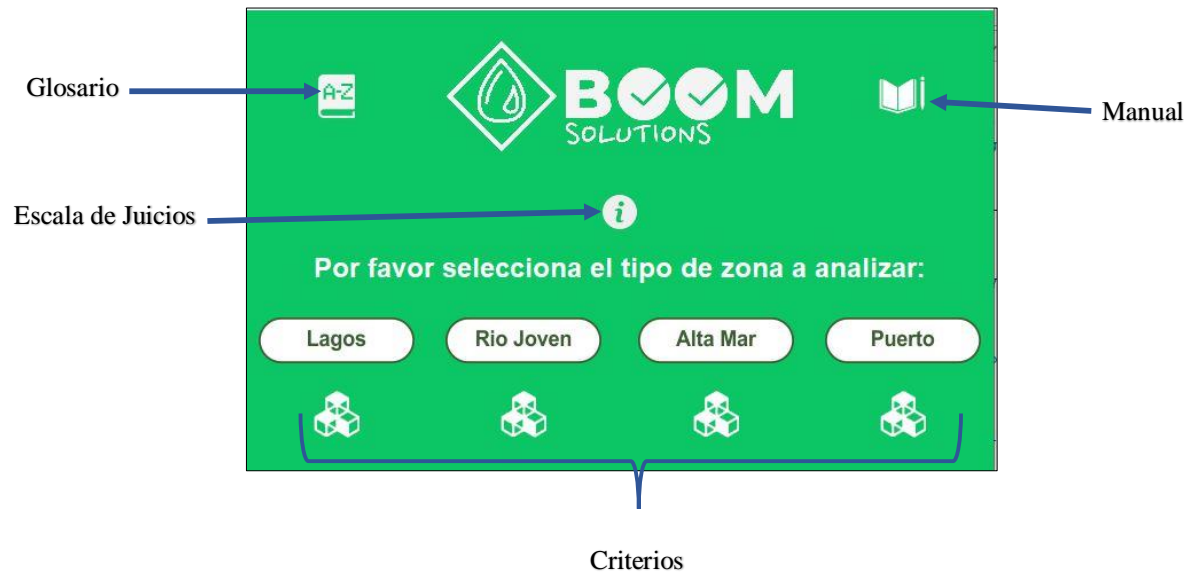 Glosario
A-Z
BOOM
SOLUTIONS
Manual
Escala de Juicios
i
Por favor selecciona el tipo de zona a analizar:
Lagos
Rio Joven
Alta Mar
Puerto
Criterios